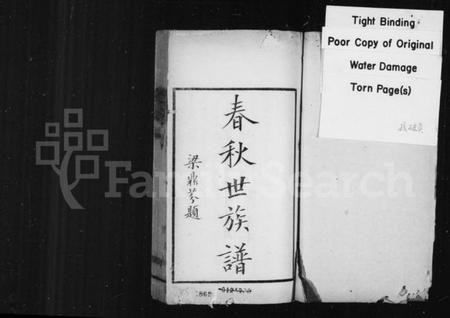 Tight Binding
Poor Copy of Original
Water Damage
Torn Page(s)
春秋世族譜
梁鼎芬題
FamilySearch